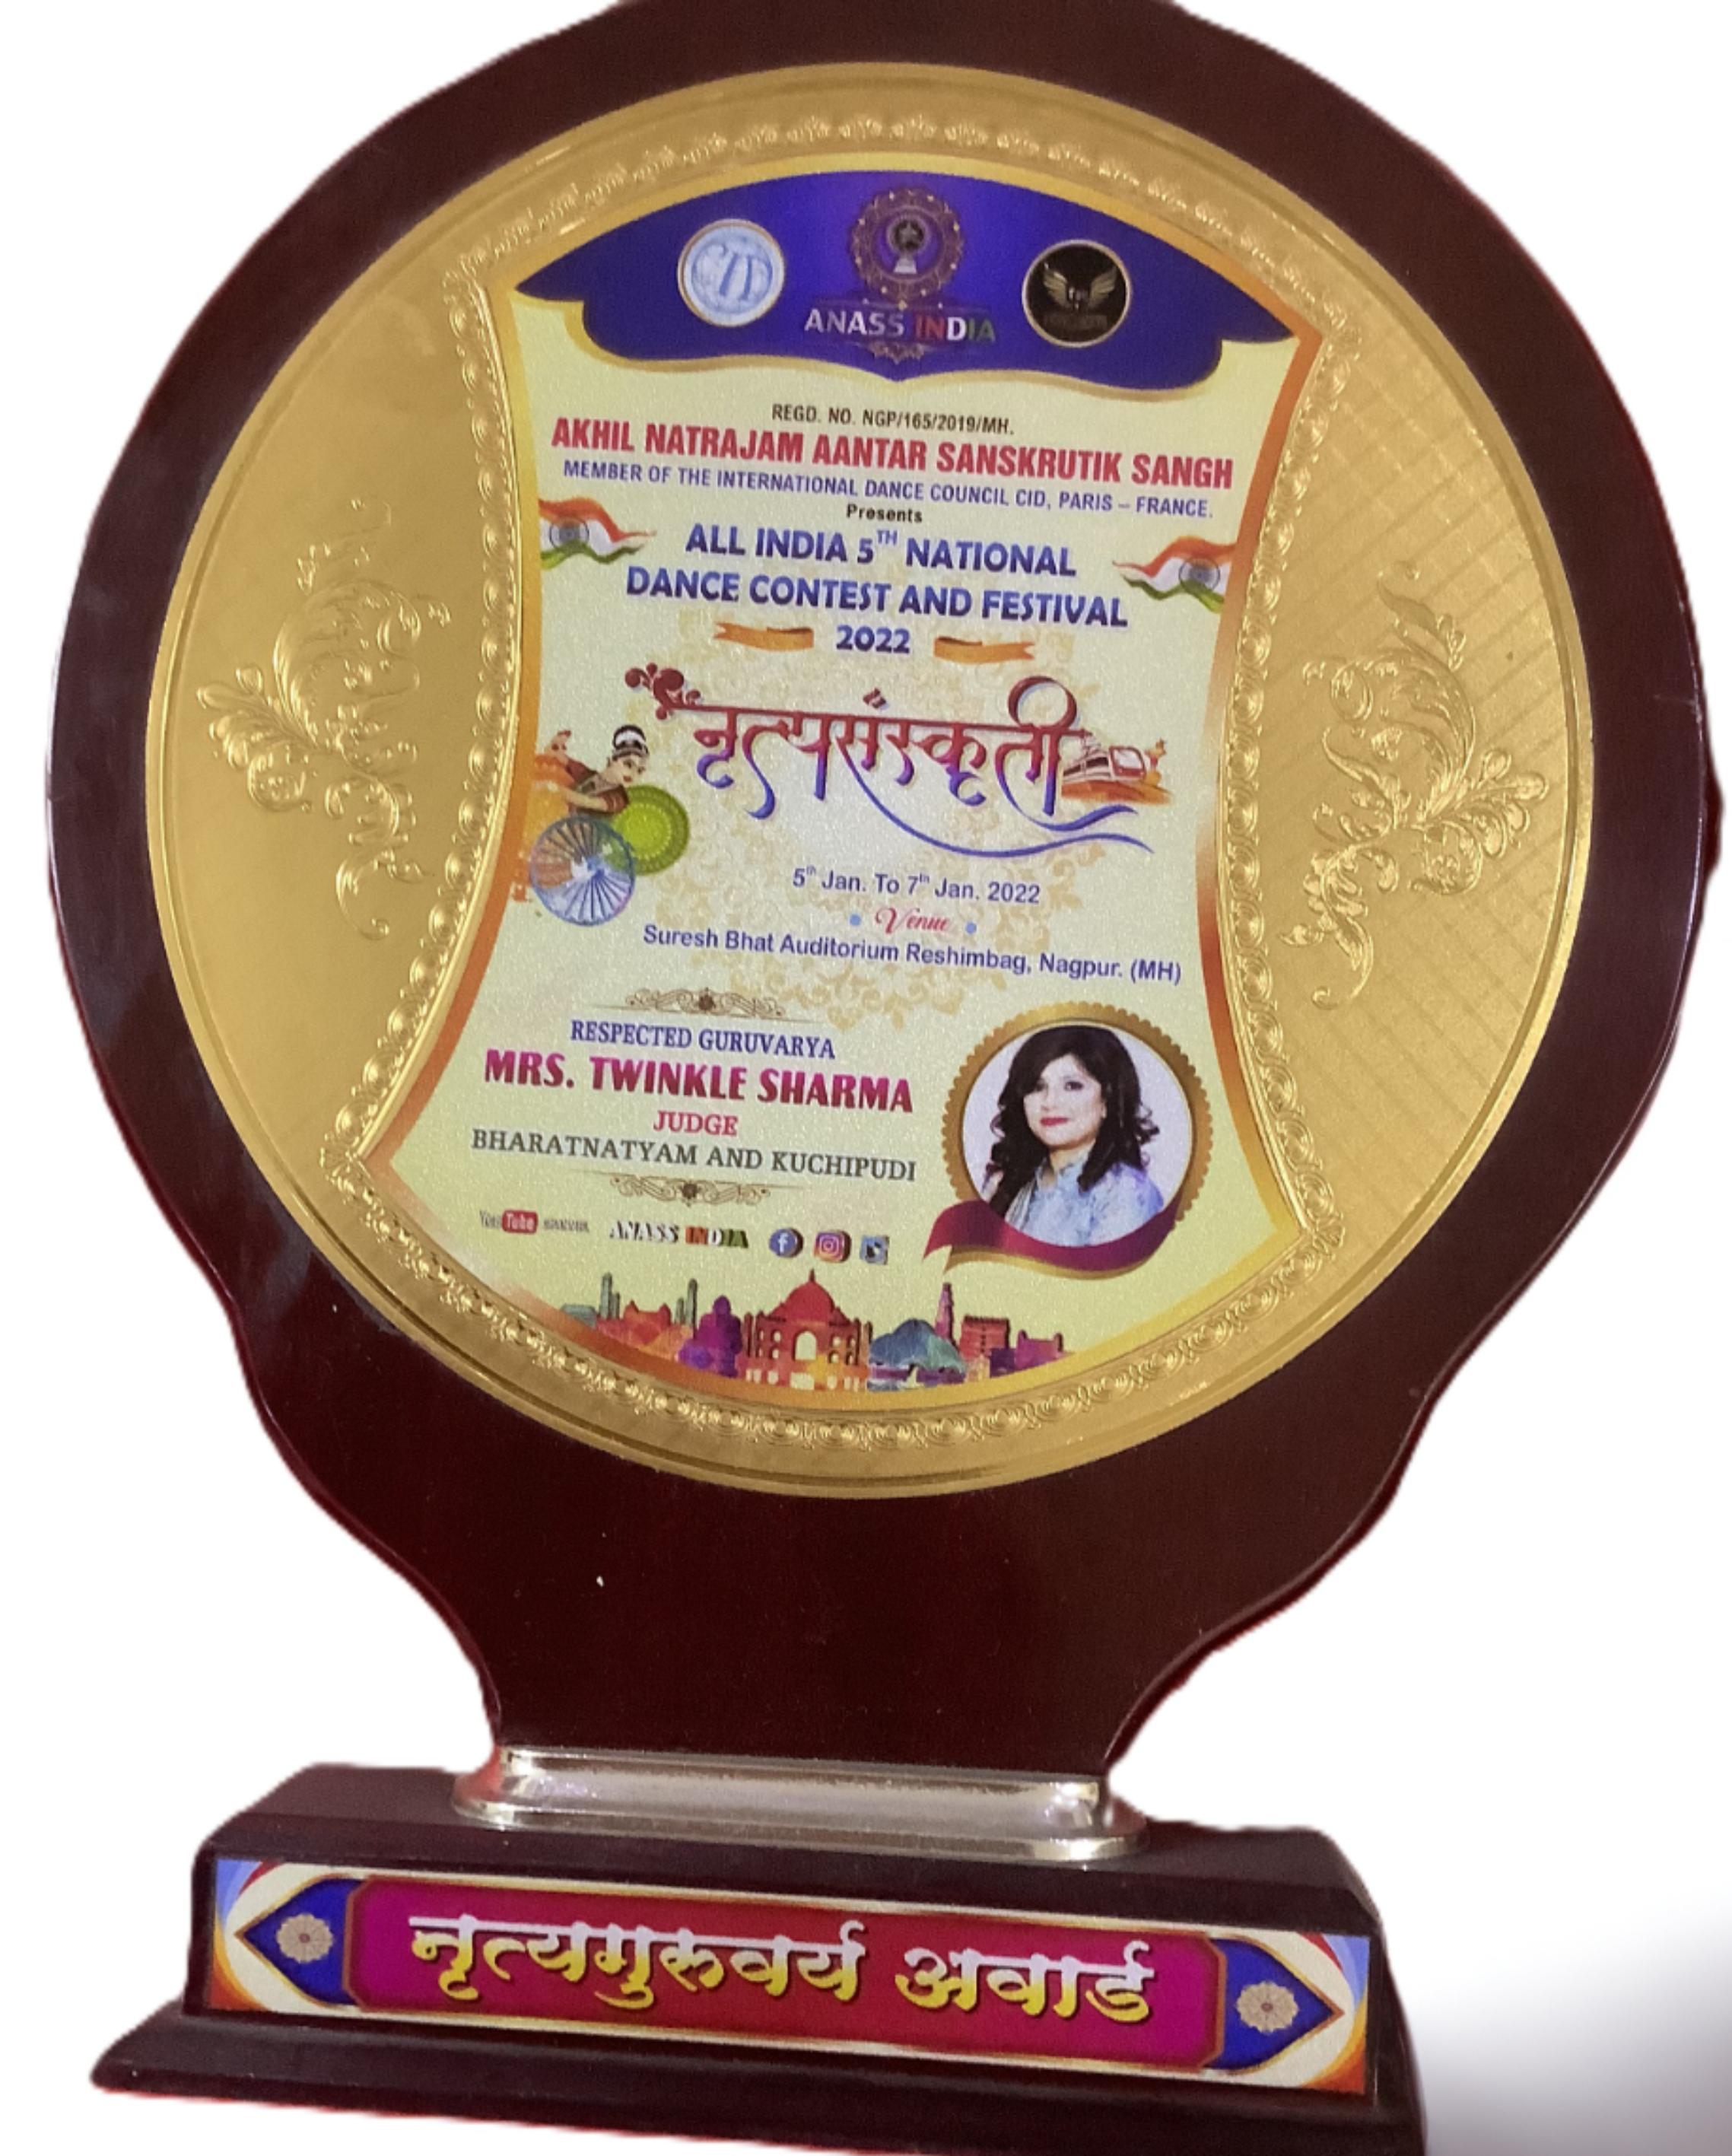 CID
ANASS INDIA
REGD. NO. NGP/165/2019/MH.
AKHIL NATRAJAM AANTAR SANSKRUTIK SANGH
MEMBER OF THE INTERNATIONAL DANCE COUNCIL CID, PARIS – FRANCE.
Presents
ALL INDIA 5TH NATIONAL
DANCE CONTEST AND FESTIVAL
2022
नृत्यसंस्कृती
5th Jan. To 7th Jan. 2022
• Venue •
Suresh Bhat Auditorium Reshimbag, Nagpur. (MH)
RESPECTED GURUVARYA
MRS. TWINKLE SHARMA
JUDGE
BHARATNATYAM AND KUCHIPUDI
YouTube ANASS INDIA
नृत्यगुरुवर्य अवार्ड